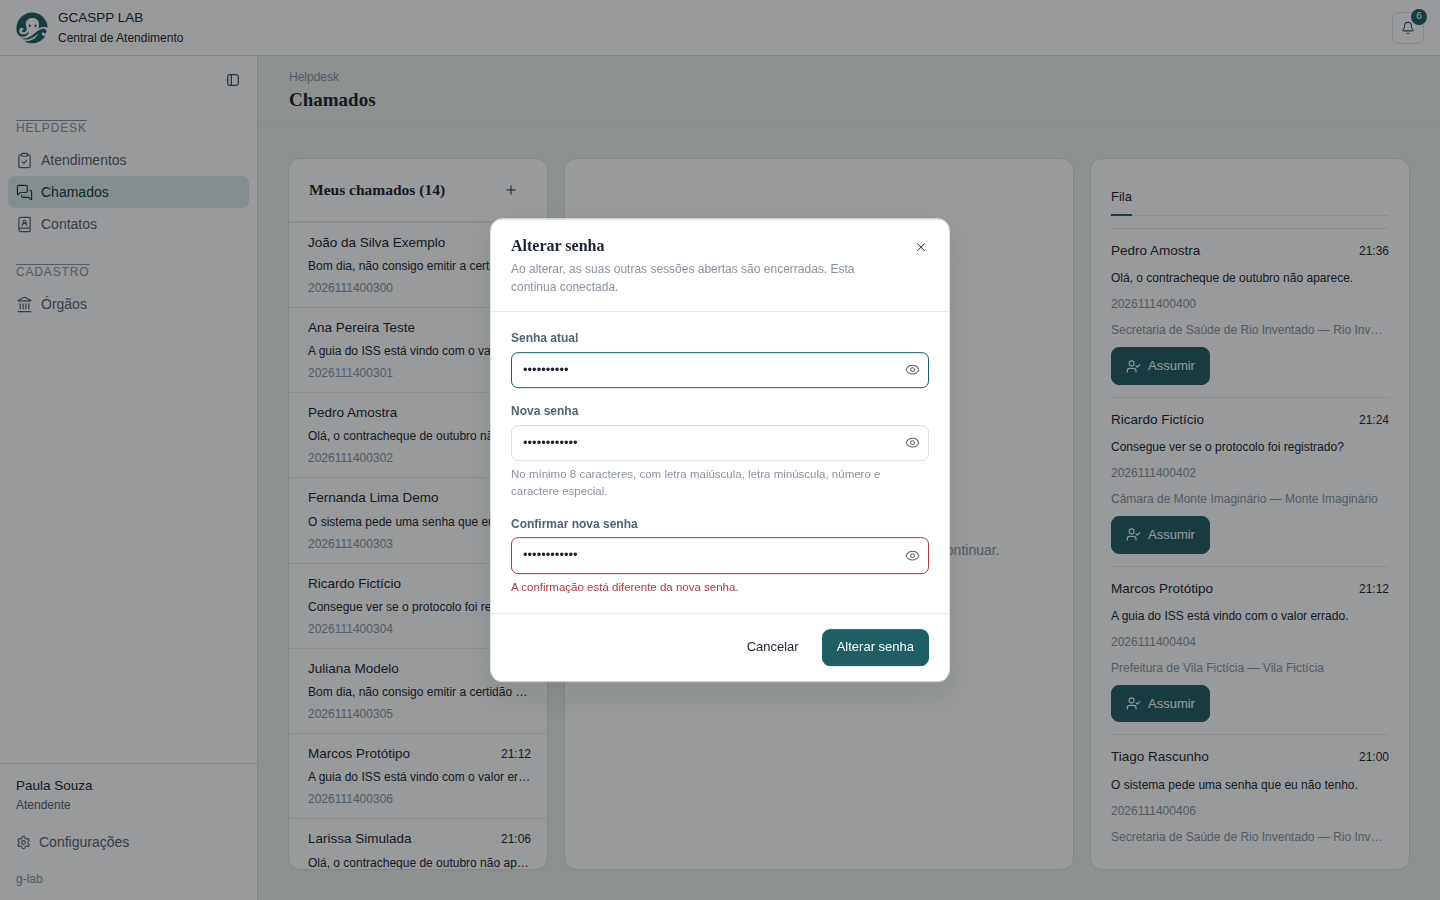 GCASPP LAB
Central de Atendimento
6
HELPDESK
Atendimentos
Chamados
Contatos
CADASTRO
Órgãos
Paula Souza
Atendente
Configurações
g-lab
Helpdesk
Chamados
Meus chamados (14)
João da Silva Exemplo
Bom dia, não consigo emitir a cert
2026111400300
Ana Pereira Teste
A guia do ISS está vindo com o va
2026111400301
Pedro Amostra
Olá, o contracheque de outubro nã
2026111400302
Fernanda Lima Demo
O sistema pede uma senha que eu
2026111400303
Ricardo Fictício
Consegue ver se o protocolo foi re
2026111400304
Juliana Modelo
Bom dia, não consigo emitir a certidão …
2026111400305
Marcos Protótipo 21:12
A guia do ISS está vindo com o valor er…
2026111400306
Larissa Simulada 21:06
Olá, o contracheque de outubro não ap…
Alterar senha
Ao alterar, as suas outras sessões abertas são encerradas. Esta
continua conectada.
Senha atual
••••••••••
Nova senha
••••••••••••
No mínimo 8 caracteres, com letra maiúscula, letra minúscula, número e
caractere especial.
Confirmar nova senha
••••••••••••
A confirmação está diferente da nova senha.
Cancelar
Alterar senha
ontinuar.
Fila
Pedro Amostra 21:36
Olá, o contracheque de outubro não aparece.
2026111400400
Secretaria de Saúde de Rio Inventado — Rio Inv…
Assumir
Ricardo Fictício 21:24
Consegue ver se o protocolo foi registrado?
2026111400402
Câmara de Monte Imaginário — Monte Imaginário
Assumir
Marcos Protótipo 21:12
A guia do ISS está vindo com o valor errado.
2026111400404
Prefeitura de Vila Fictícia — Vila Fictícia
Assumir
Tiago Rascunho 21:00
O sistema pede uma senha que eu não tenho.
2026111400406
Secretaria de Saúde de Rio Inventado — Rio Inv…